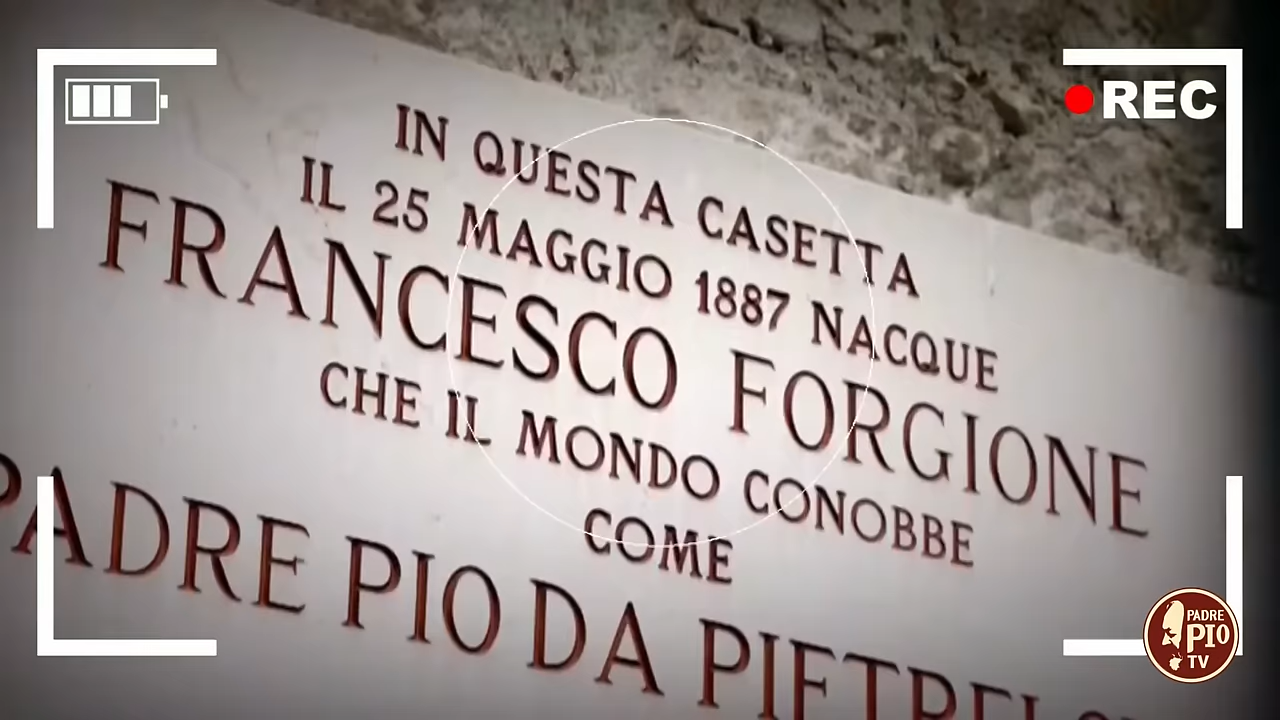 REC
IN QUESTA CASETTA
IL 25 MAGGIO 1887 NACQUE
FRANCESCO FORGIONE
CHE IL MONDO CONOBBE
COME
PADRE PIO DA
PADRE
PIO
TV